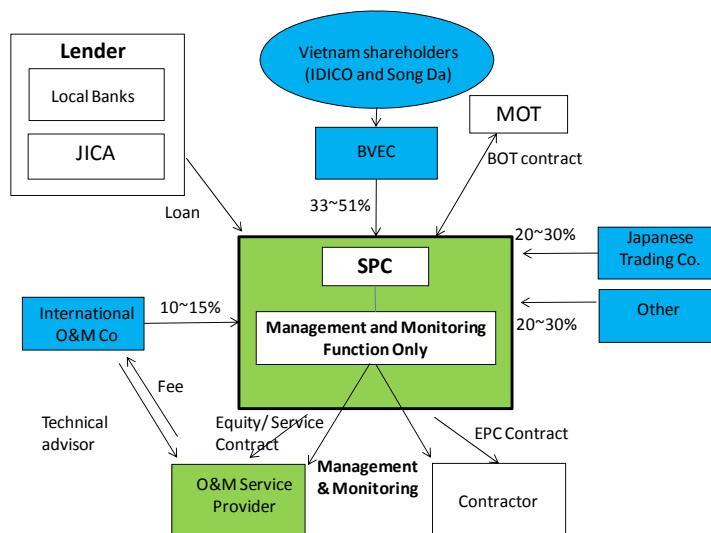 Lender
Local Banks
JICA
Vietnam shareholders
(IDICO and Song Da)
MOT
BVEC
BOT contract
33~51%
Loan
20~30%
Japanese
Trading Co.
SPC
10~15%
International
O&M Co
Management and Monitoring
Function Only
Other
20~30%
Fee
Technical
advisor
Equity/ Service
Contract
EPC Contract
Management
& Monitoring
O&M Service
Provider
Contractor